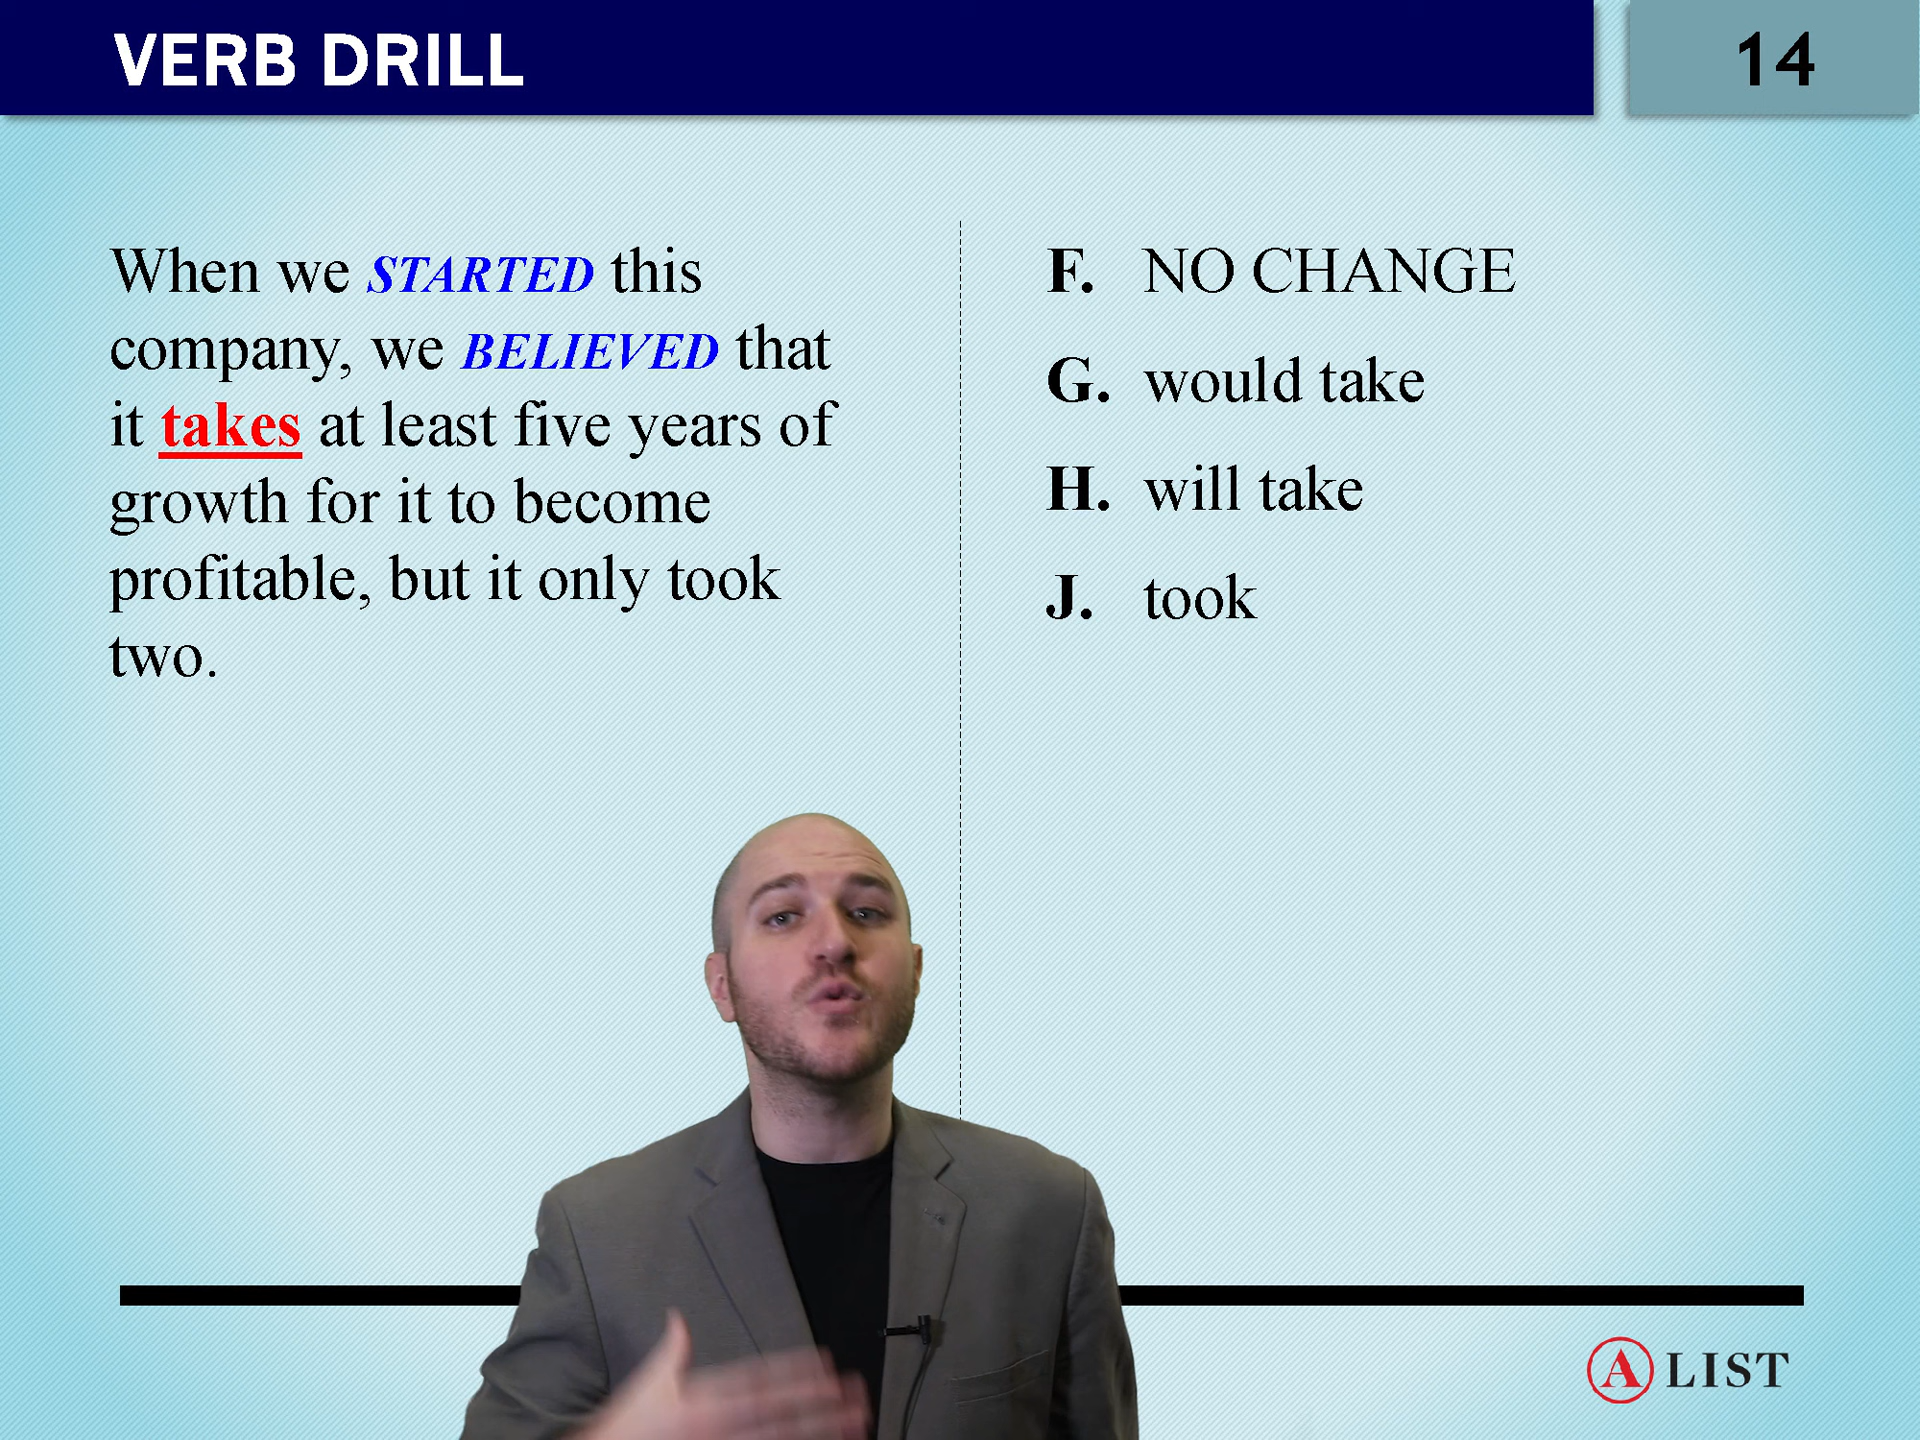 VERB DRILL
14
When we STARTED this
company, we BELIEVED that
it takes at least five years of
growth for it to become
profitable, but it only took
two.
F. NO CHANGE
G. would take
H. will take
J. took
A LIST